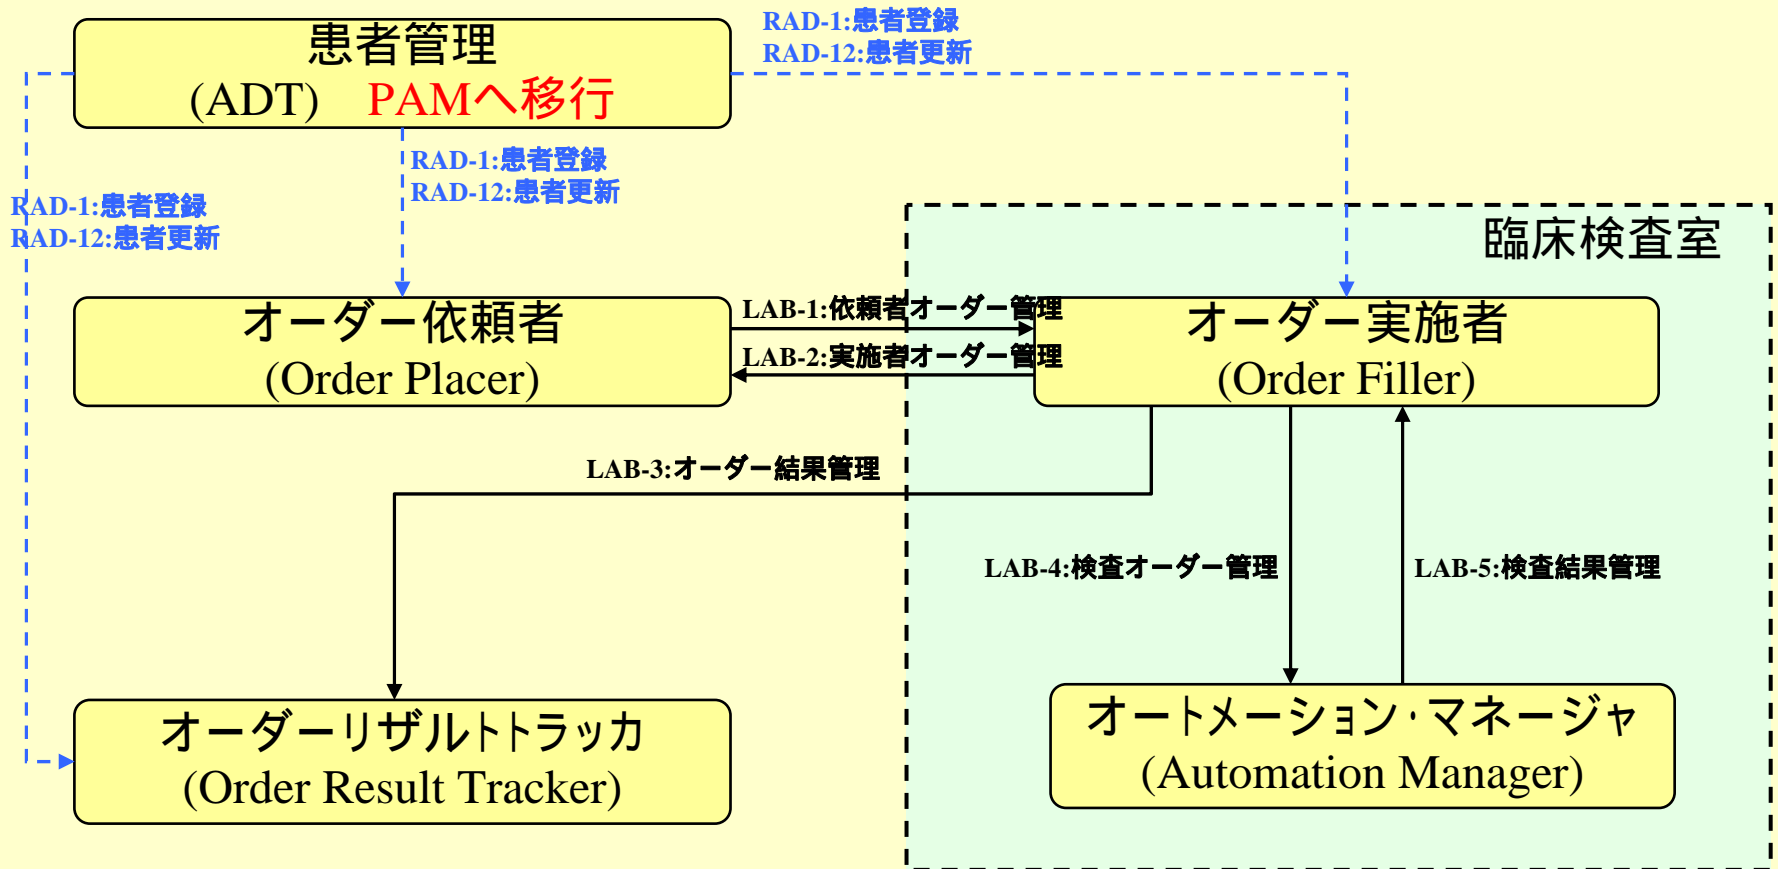 患者管理
(ADT) PAMへ移行
RAD-1:患者登録
RAD-12:患者更新
RAD-1:患者登録
RAD-12:患者更新
RAD-1:患者登録
RAD-12:患者更新
臨床検査室
オーダー依頼者
(Order Placer)
LAB-1:依頼者オーダー管理
LAB-2:実施者オーダー管理
オーダー実施者
(Order Filler)
LAB-3:オーダー結果管理
LAB-4:検査オーダー管理
LAB-5:検査結果管理
オーダーリザルトトラッカ
(Order Result Tracker)
オートメーション・マネージャ
(Automation Manager)